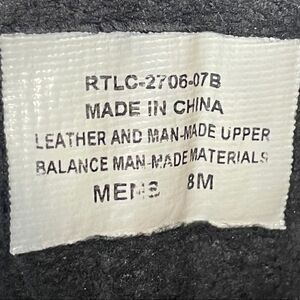 RTLC-2706-07B
MADE IN CHINA
LEATHER AND MAN-MADE UPPER
BALANCE MAN-MADE MATERIALS
MENS 8M